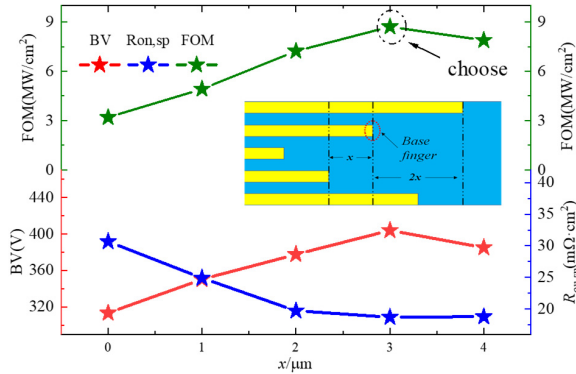 9
9
BV Ron,sp FOM
6
6
choose
FOM(MW/cm²)
FOM(MW/cm²)
3
3
x
Base
finger
2x
0
0
440
40
400
35
BV(V)
30
360
25
320
20
Ron,sp(mΩ·cm²)
0 1 2 3 4
x/μm